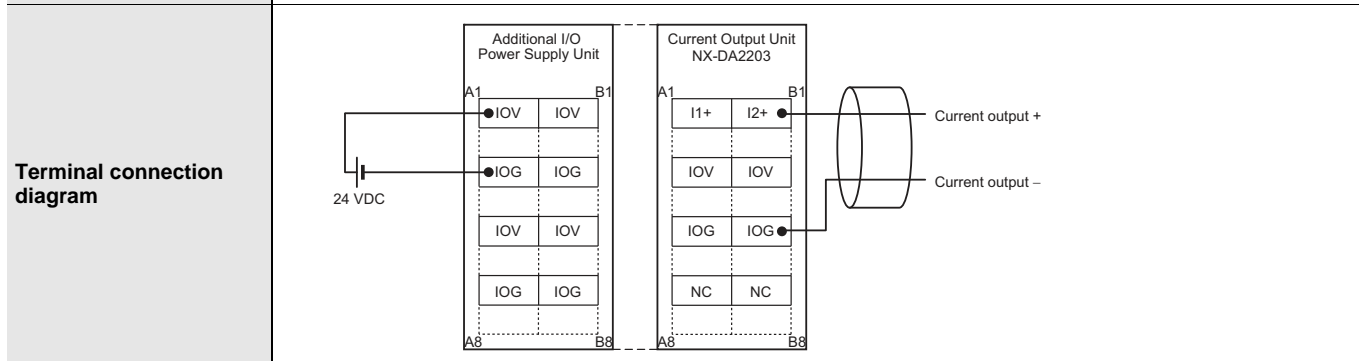 Terminal connection
diagram
Additional I/O
Power Supply Unit
A1 B1
IOV IOV
IOG IOG
IOV IOV
IOG IOG
A8 B8
24 VDC
Current Output Unit
NX-DA2203
A1 B1
I1+ I2+
IOV IOV
IOG IOG
NC NC
A8 B8
Current output +
Current output –